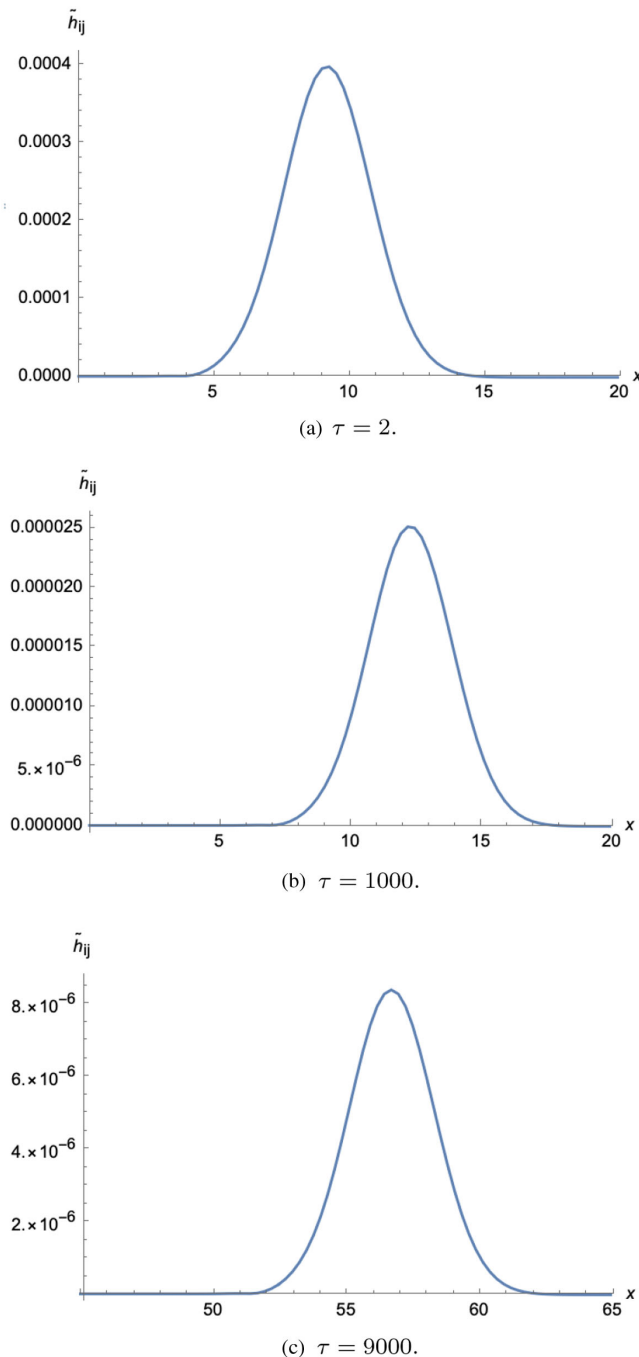 h̃ij
0.0004
0.0003
0.0002
0.0001
0.0000
5 10 15 20 x
(a) τ = 2.
h̃ij
0.000025
0.000020
0.000015
0.000010
5.×10⁻⁶
0.000000
5 10 15 20 x
(b) τ = 1000.
h̃ij
8.×10⁻⁶
6.×10⁻⁶
4.×10⁻⁶
2.×10⁻⁶
50 55 60 65 x
(c) τ = 9000.